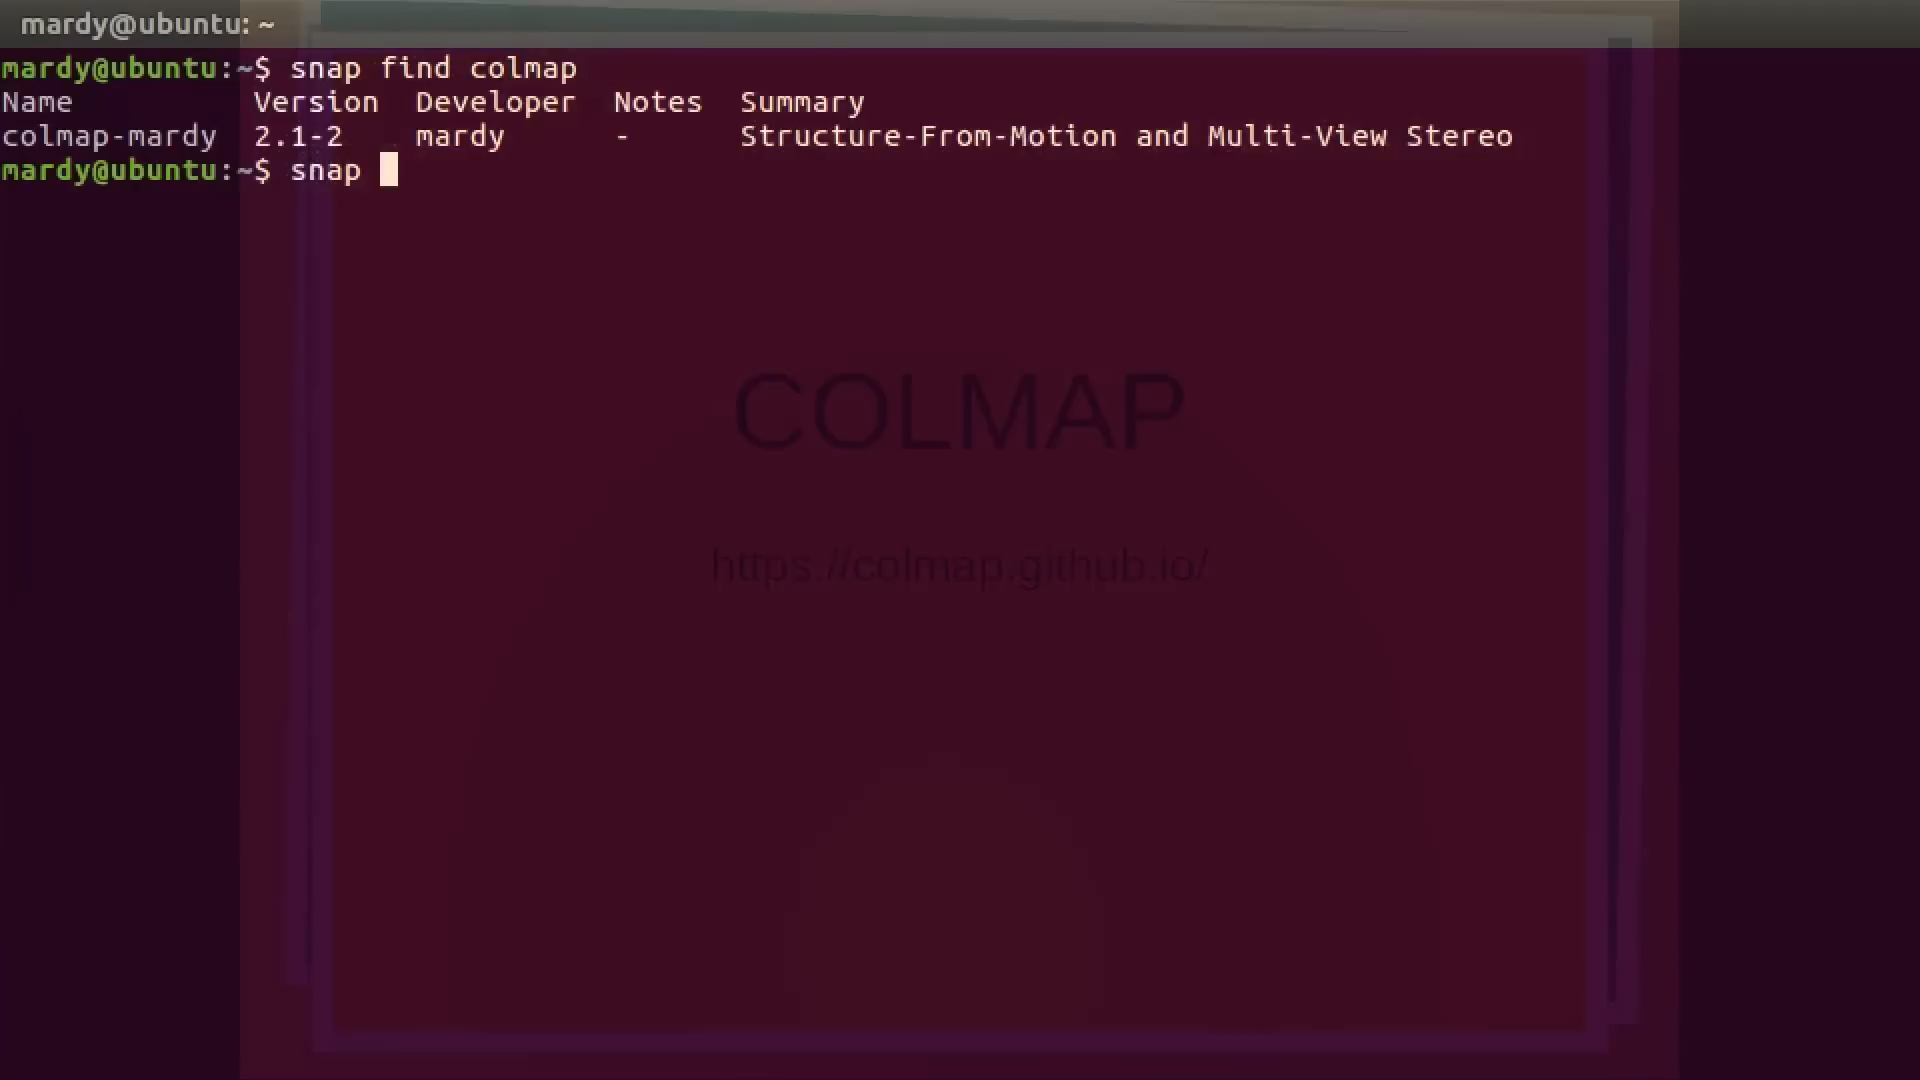 mardy@ubuntu: ~
mardy@ubuntu:~$ snap find colmap
Name          Version  Developer  Notes  Summary
colmap-mardy  2.1-2    mardy      -      Structure-From-Motion and Multi-View Stereo
mardy@ubuntu:~$ snap
COLMAP
https://colmap.github.io/